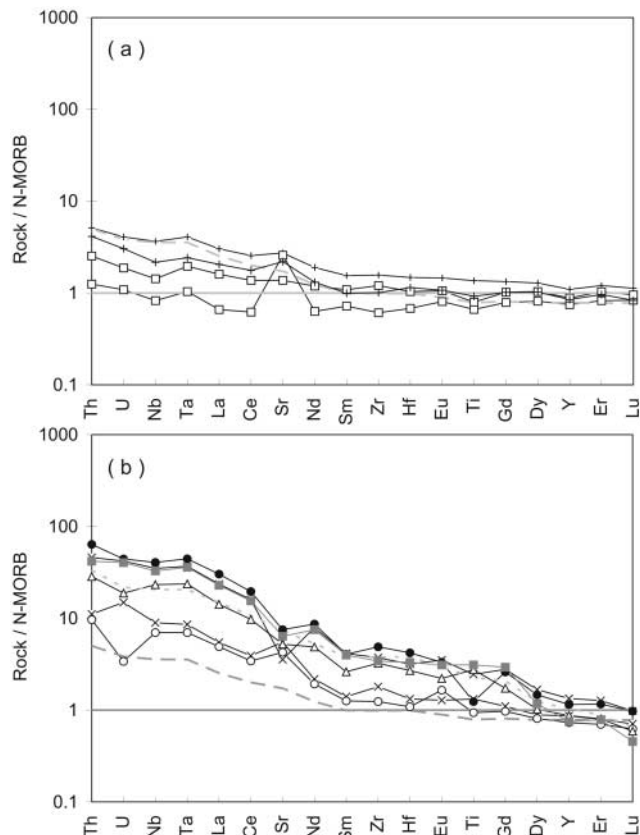 1000
( a )
100
10
1
0.1
Rock / N-MORB
Th U Nb Ta La Ce Sr Nd Sm Zr Hf Eu Ti Gd Dy Y Er Lu
1000
( b )
100
10
1
0.1
Rock / N-MORB
Th U Nb Ta La Ce Sr Nd Sm Zr Hf Eu Ti Gd Dy Y Er Lu